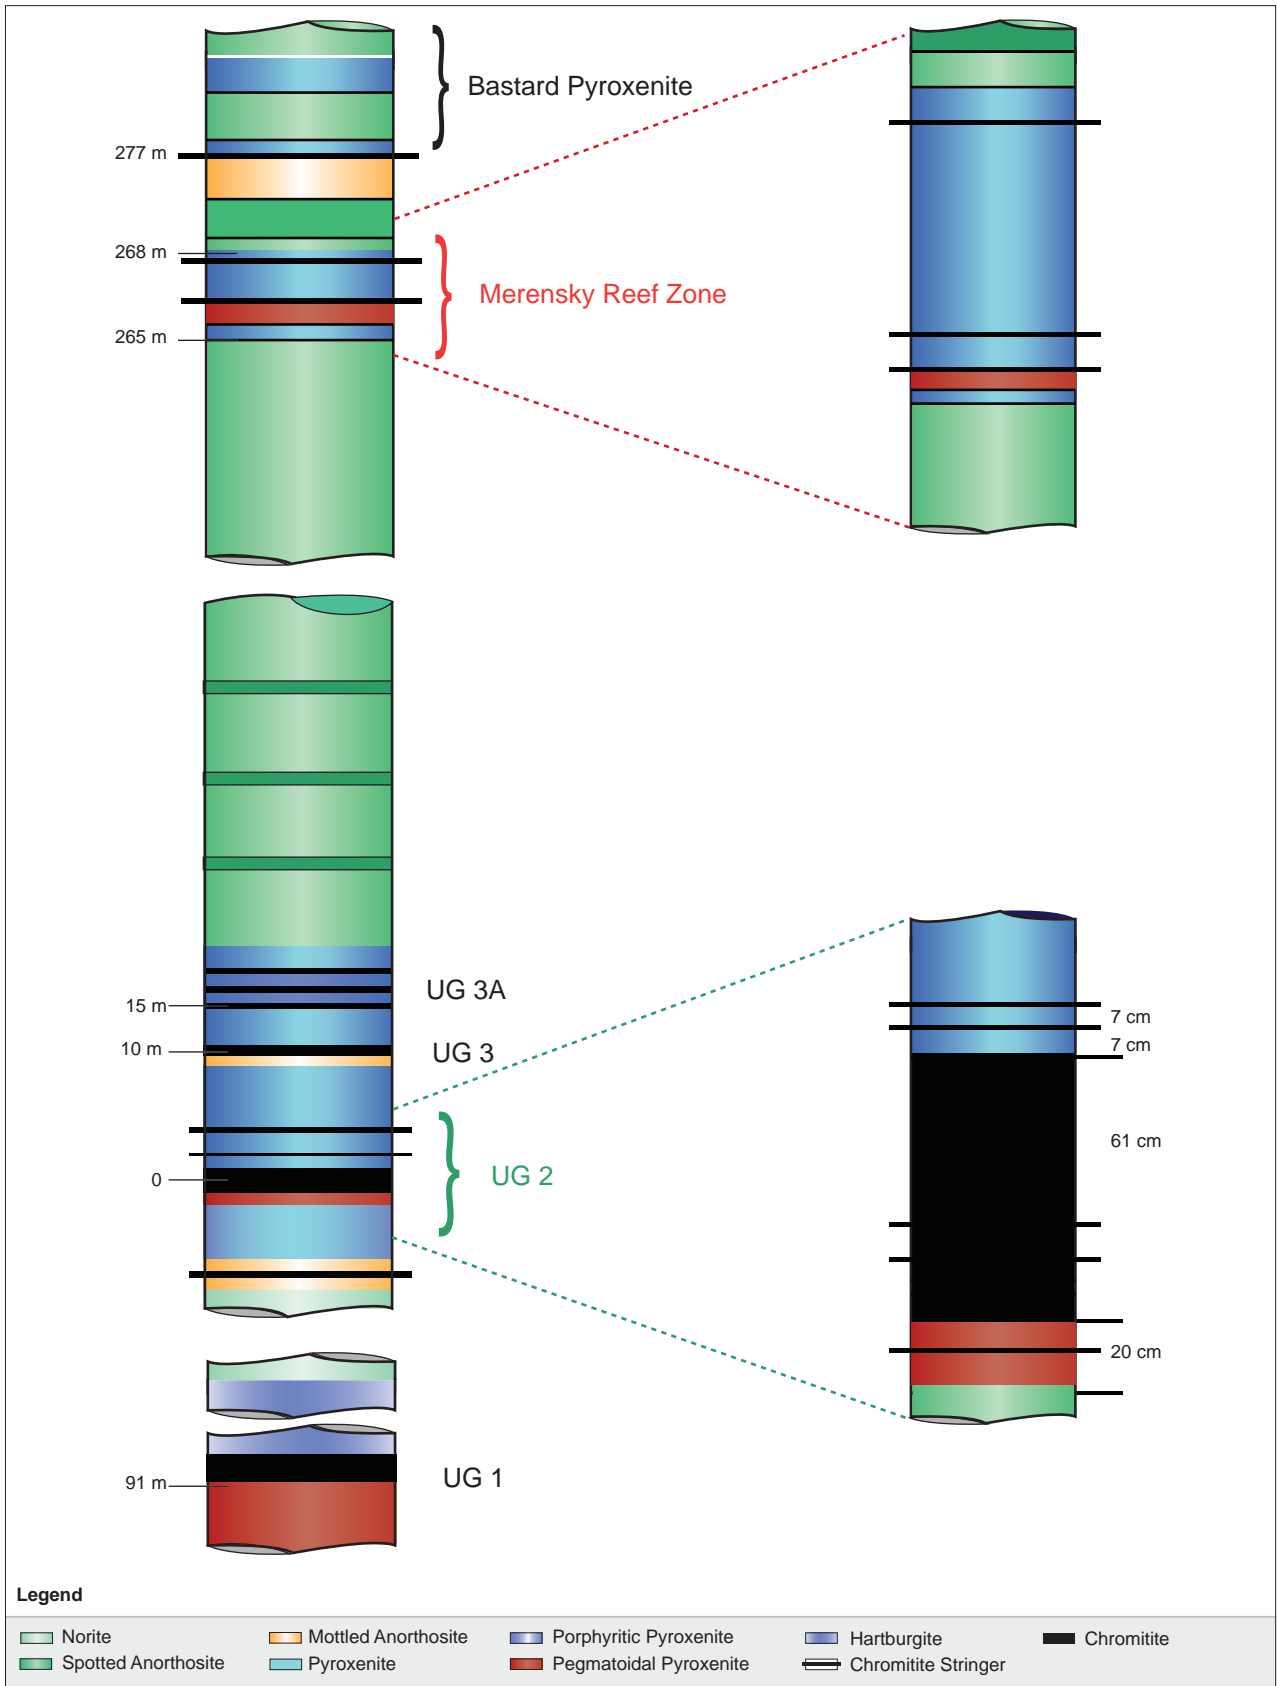 Bastard Pyroxenite
277 m
268 m
Merensky Reef Zone
265 m
UG 3A
15 m
7 cm
10 m
UG 3
7 cm
61 cm
UG 2
0
20 cm
91 m
UG 1
Legend
Norite
Mottled Anorthosite
Porphyritic Pyroxenite
Hartburgite
Chromitite
Spotted Anorthosite
Pyroxenite
Pegmatoidal Pyroxenite
Chromitite Stringer